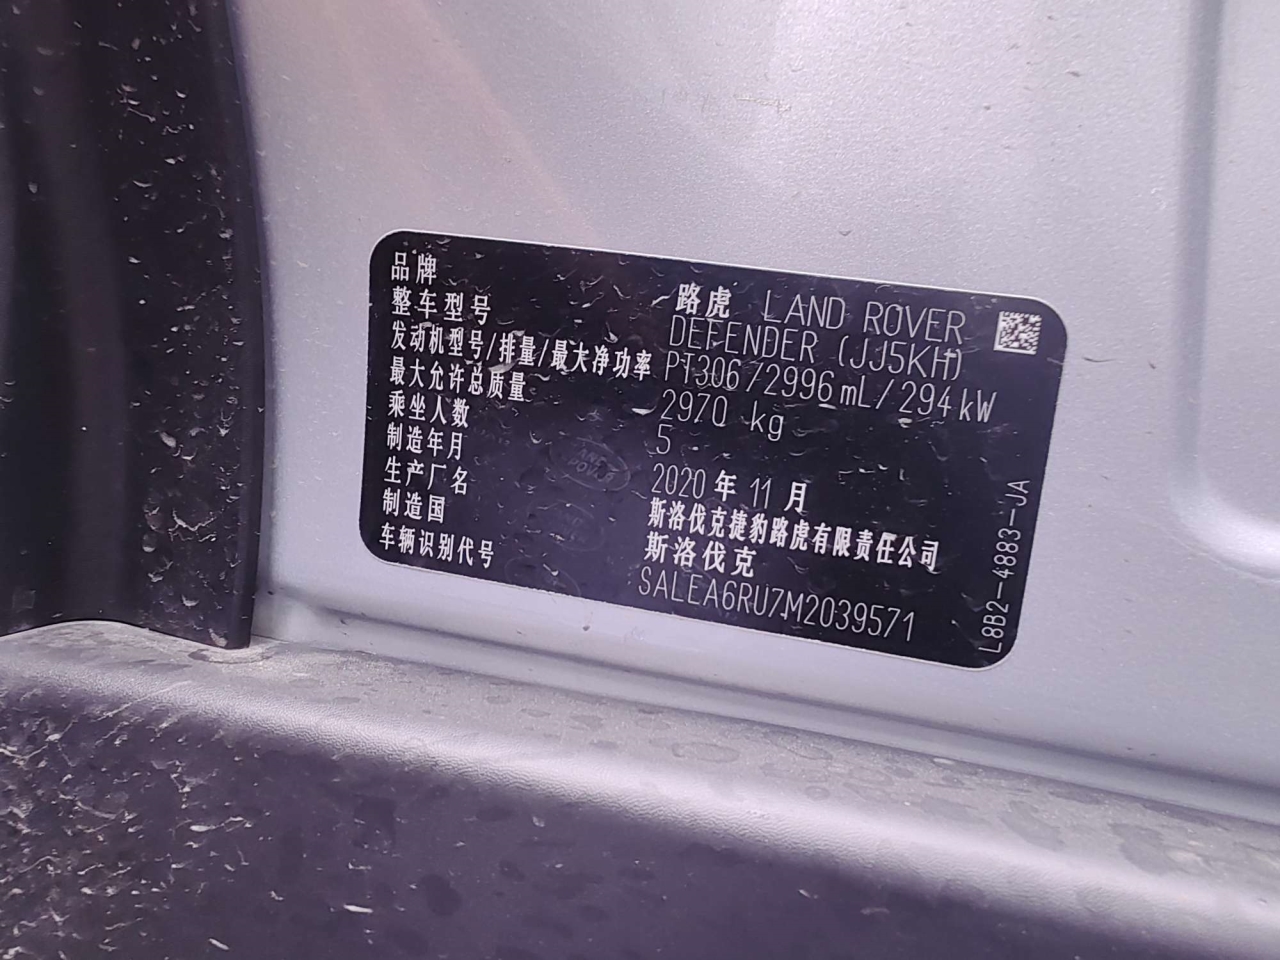 品牌 路虎 LAND ROVER
整车型号 DEFENDER (JJ5KH)
发动机型号/排量/最大净功率 PT306/2996mL/294kW
最大允许总质量 2970 kg
乘坐人数 5
制造年月 2020 年 11 月
生产厂名 斯洛伐克捷豹路虎有限责任公司
制造国 斯洛伐克
车辆识别代号 SALEA6RU7M2039571
L8B2-4883-JA